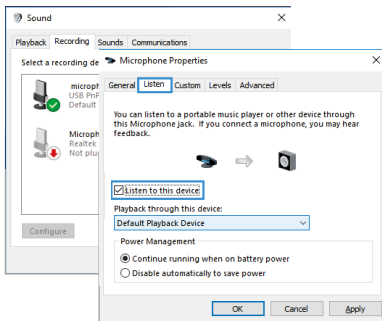 Sound
Playback Recording Sounds Communications
Select a recording de
microp
USB PnP
Default
Microph
Realtek
Not plu
Configure
Microphone Properties
General Listen Custom Levels Advanced
You can listen to a portable music player or other device through
this Microphone jack. If you connect a microphone, you may hear
feedback.
Listen to this device
Playback through this device:
Default Playback Device
Power Management
Continue running when on battery power
Disable automatically to save power
OK Cancel Apply